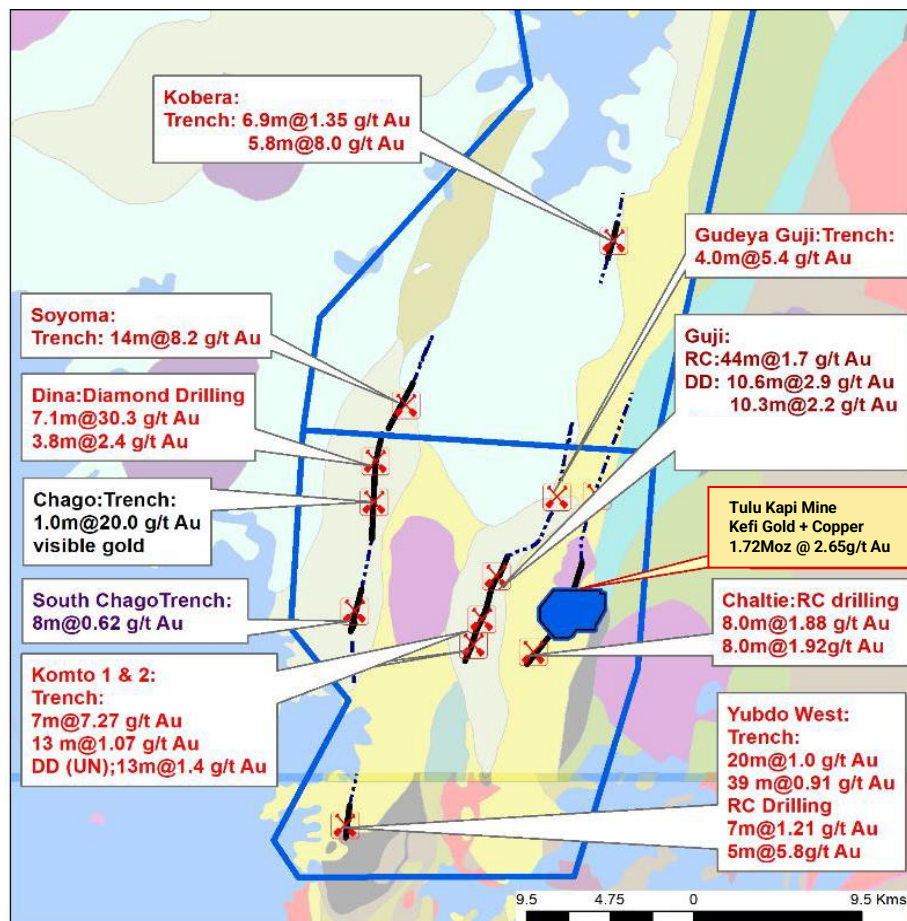 Kobera:
Trench: 6.9m@1.35 g/t Au
5.8m@8.0 g/t Au
Gudeya Guji:Trench:
4.0m@5.4 g/t Au
Soyoma:
Trench: 14m@8.2 g/t Au
Guji:
RC:44m@1.7 g/t Au
DD: 10.6m@2.9 g/t Au
10.3m@2.2 g/t Au
Dina:Diamond Drilling
7.1m@30.3 g/t Au
3.8m@2.4 g/t Au
Chago:Trench:
1.0m@20.0 g/t Au
visible gold
Tulu Kapi Mine
Kefi Gold + Copper
1.72Moz @ 2.65g/t Au
South ChagoTrench:
8m@0.62 g/t Au
Chaltie:RC drilling
8.0m@1.88 g/t Au
8.0m@1.92g/t Au
Komto 1 & 2:
Trench:
7m@7.27 g/t Au
13 m@1.07 g/t Au
DD (UN);13m@1.4 g/t Au
Yubdo West:
Trench:
20m@1.0 g/t Au
39 m@0.91 g/t Au
RC Drilling
7m@1.21 g/t Au
5m@5.8g/t Au
9.5 4.75 0 9.5 Kms